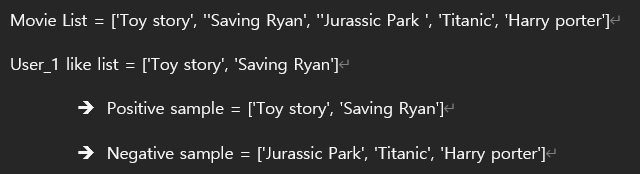 Movie List = ['Toy story', ''Saving Ryan', ''Jurassic Park ', 'Titanic', 'Harry porter']↵
User_1 like list = ['Toy story', 'Saving Ryan']↵
➔ Positive sample = ['Toy story', 'Saving Ryan']↵
➔ Negative sample = ['Jurassic Park', 'Titanic', 'Harry porter']↵